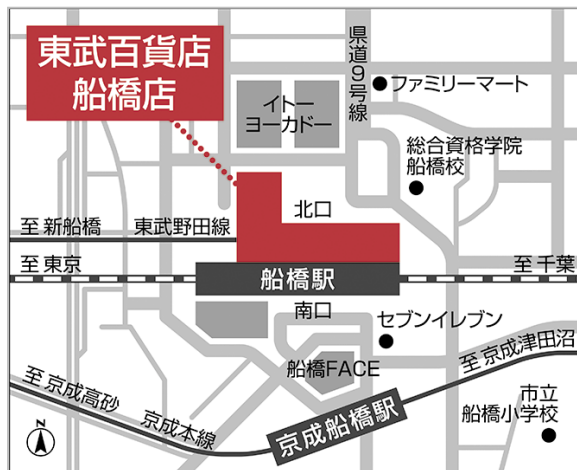 東武百貨店
船橋店
県道9号線
ファミリーマート
イトー
ヨーカドー
総合資格学院
船橋校
北口
至 新船橋
東武野田線
至 東京
船橋駅
至 千葉
南口
セブンイレブン
至 京成津田沼
船橋FACE
至 京成高砂
京成本線
京成船橋駅
市立
船橋小学校
N